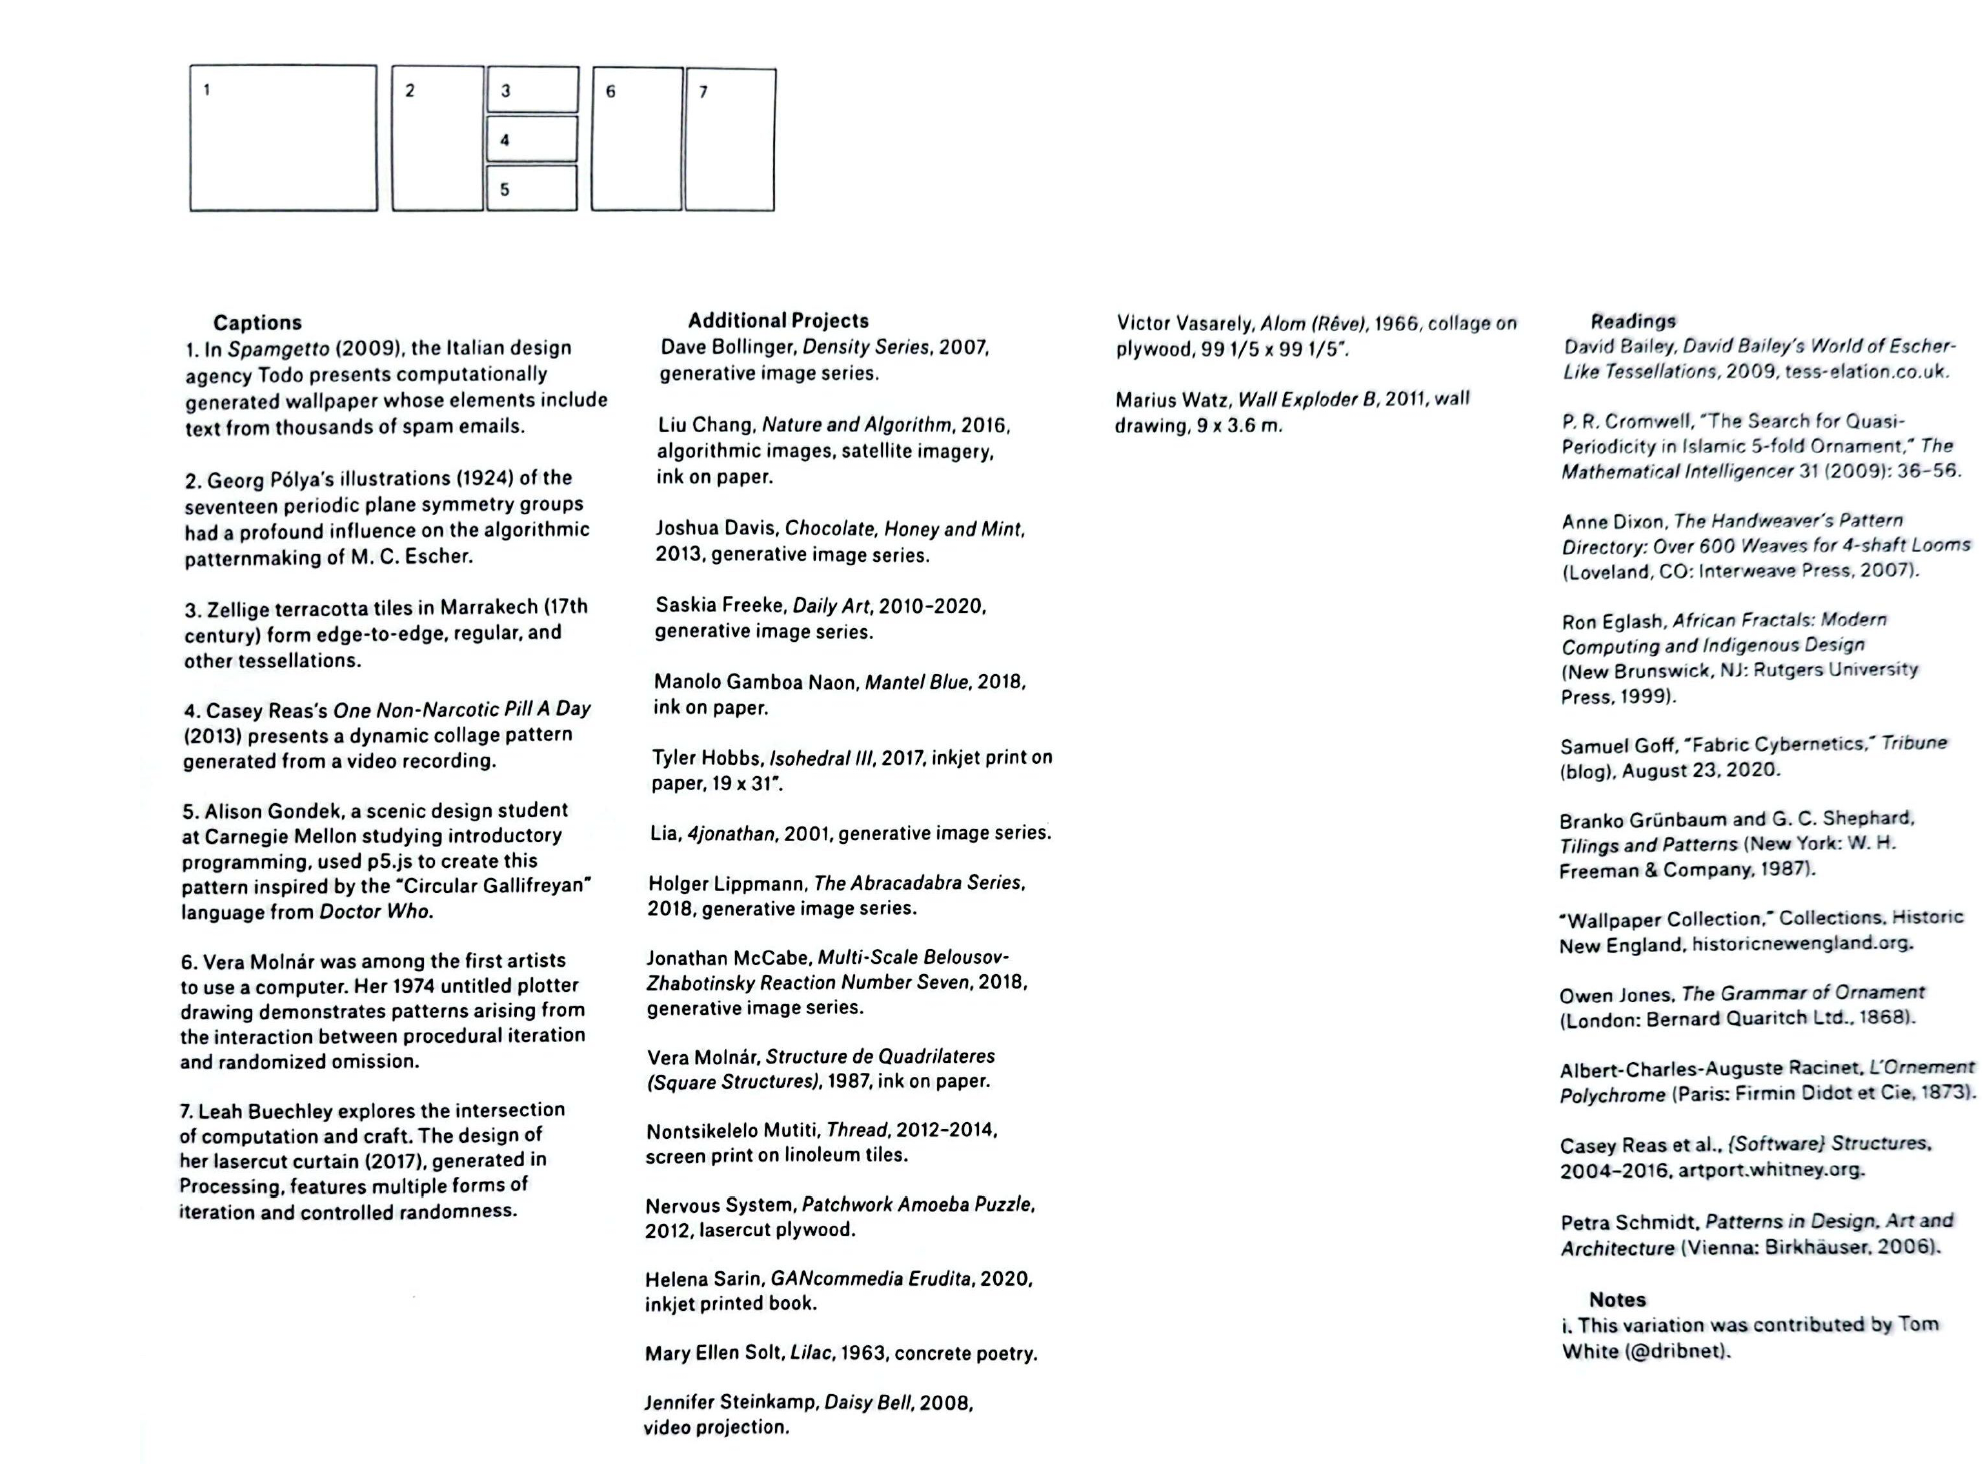 1
2
3
4
5
6
7
Captions
1. In Spamgetto (2009), the Italian design
agency Todo presents computationally
generated wallpaper whose elements include
text from thousands of spam emails.
2. Georg Pólya's illustrations (1924) of the
seventeen periodic plane symmetry groups
had a profound influence on the algorithmic
patternmaking of M. C. Escher.
3. Zellige terracotta tiles in Marrakech (17th
century) form edge-to-edge, regular, and
other tessellations.
4. Casey Reas's One Non-Narcotic Pill A Day
(2013) presents a dynamic collage pattern
generated from a video recording.
5. Alison Gondek, a scenic design student
at Carnegie Mellon studying introductory
programming, used p5.js to create this
pattern inspired by the "Circular Gallifreyan"
language from Doctor Who.
6. Vera Molnár was among the first artists
to use a computer. Her 1974 untitled plotter
drawing demonstrates patterns arising from
the interaction between procedural iteration
and randomized omission.
7. Leah Buechley explores the intersection
of computation and craft. The design of
her lasercut curtain (2017), generated in
Processing, features multiple forms of
iteration and controlled randomness.
Additional Projects
Dave Bollinger, Density Series, 2007,
generative image series.
Liu Chang, Nature and Algorithm, 2016,
algorithmic images, satellite imagery,
ink on paper.
Joshua Davis, Chocolate, Honey and Mint,
2013, generative image series.
Saskia Freeke, Daily Art, 2010–2020,
generative image series.
Manolo Gamboa Naon, Mantel Blue, 2018,
ink on paper.
Tyler Hobbs, Isohedral III, 2017, inkjet print on
paper, 19 x 31".
Lia, 4jonathan, 2001, generative image series.
Holger Lippmann, The Abracadabra Series,
2018, generative image series.
Jonathan McCabe, Multi-Scale Belousov-
Zhabotinsky Reaction Number Seven, 2018,
generative image series.
Vera Molnár, Structure de Quadrilateres
(Square Structures), 1987, ink on paper.
Nontsikelelo Mutiti, Thread, 2012–2014,
screen print on linoleum tiles.
Nervous System, Patchwork Amoeba Puzzle,
2012, lasercut plywood.
Helena Sarin, GANcommedia Erudita, 2020,
inkjet printed book.
Mary Ellen Solt, Lilac, 1963, concrete poetry.
Jennifer Steinkamp, Daisy Bell, 2008,
video projection.
Victor Vasarely, Alom (Rêve), 1966, collage on
plywood, 99 1/5 x 99 1/5".
Marius Watz, Wall Exploder B, 2011, wall
drawing, 9 x 3.6 m.
Readings
David Bailey, David Bailey's World of Escher-
Like Tessellations, 2009, tess-elation.co.uk.
P. R. Cromwell, "The Search for Quasi-
Periodicity in Islamic 5-fold Ornament," The
Mathematical Intelligencer 31 (2009): 36–56.
Anne Dixon, The Handweaver's Pattern
Directory: Over 600 Weaves for 4-shaft Looms
(Loveland, CO: Interweave Press, 2007).
Ron Eglash, African Fractals: Modern
Computing and Indigenous Design
(New Brunswick, NJ: Rutgers University
Press, 1999).
Samuel Goff, "Fabric Cybernetics," Tribune
(blog), August 23, 2020.
Branko Grünbaum and G. C. Shephard,
Tilings and Patterns (New York: W. H.
Freeman & Company, 1987).
"Wallpaper Collection," Collections, Historic
New England, historicnewengland.org.
Owen Jones, The Grammar of Ornament
(London: Bernard Quaritch Ltd., 1868).
Albert-Charles-Auguste Racinet, L'Ornement
Polychrome (Paris: Firmin Didot et Cie, 1873).
Casey Reas et al., {Software} Structures,
2004–2016, artport.whitney.org.
Petra Schmidt, Patterns in Design, Art and
Architecture (Vienna: Birkhäuser, 2006).
Notes
i. This variation was contributed by Tom
White (@dribnet).